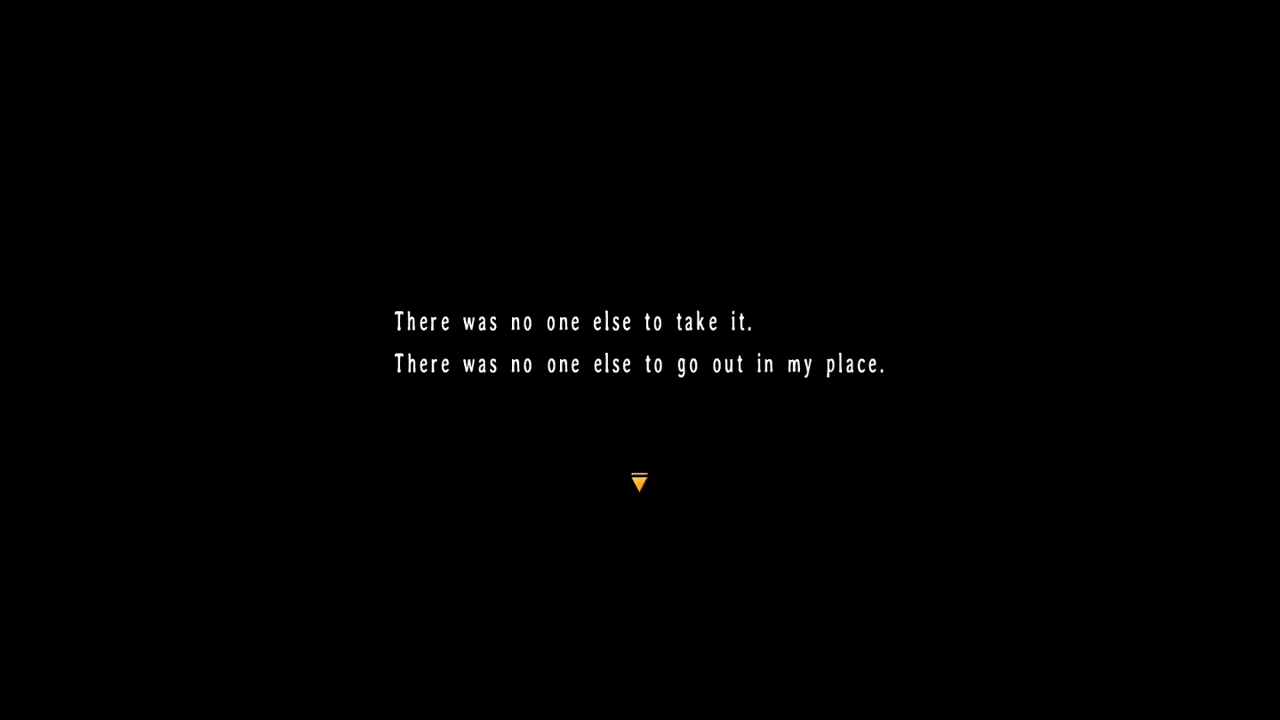 There was no one else to take it.
There was no one else to go out in my place.